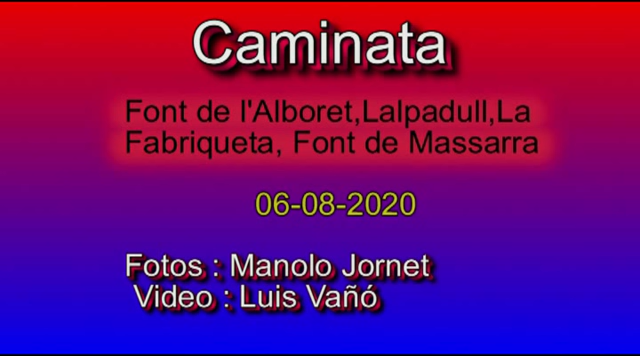 Caminata
Font de l'Alboret,Lalpadull,La
Fabriqueta, Font de Massarra
06-08-2020
Fotos : Manolo Jornet
Video : Luis Vañó